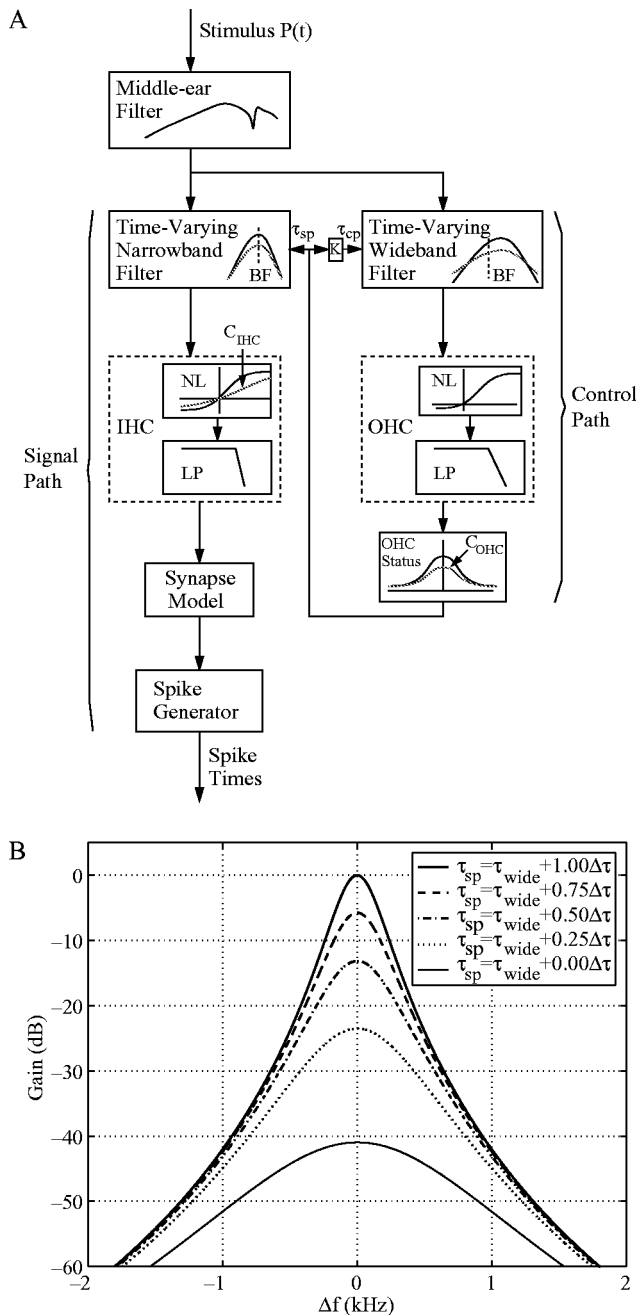 A
Stimulus P(t)
Middle-ear
Filter
Time-Varying
Narrowband
Filter
BF
τsp
K
τcp
Time-Varying
Wideband
Filter
BF
CIHC
NL
IHC
LP
NL
OHC
LP
Signal
Path
Control
Path
OHC
Status
COHC
Synapse
Model
Spike
Generator
Spike
Times
B
τsp=τwide+1.00Δτ
τsp=τwide+0.75Δτ
τsp=τwide+0.50Δτ
τsp=τwide+0.25Δτ
τsp=τwide+0.00Δτ
0
−10
−20
−30
−40
−50
−60
Gain (dB)
−2
−1
0
1
2
Δf (kHz)